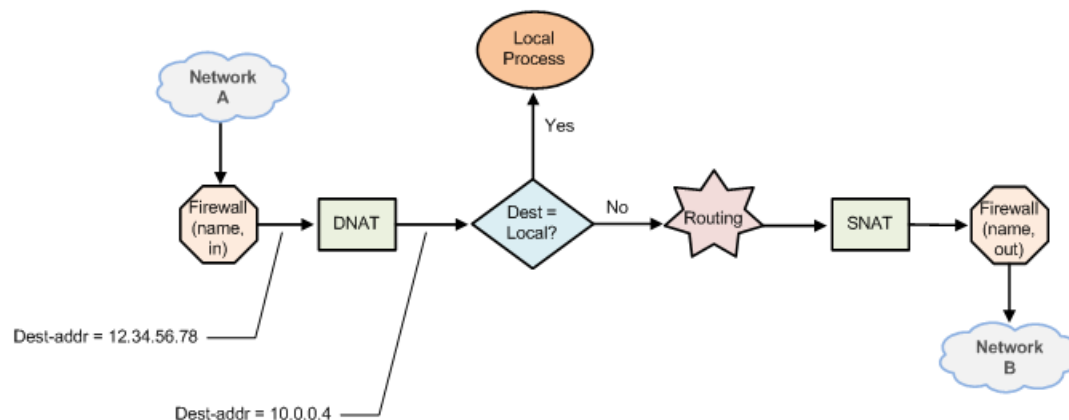 Local
Process
Network
A
Yes
Firewall
(name,
in)
DNAT
Dest =
Local?
No
Routing
SNAT
Firewall
(name,
out)
Dest-addr = 12.34.56.78
Network
B
Dest-addr = 10.0.0.4